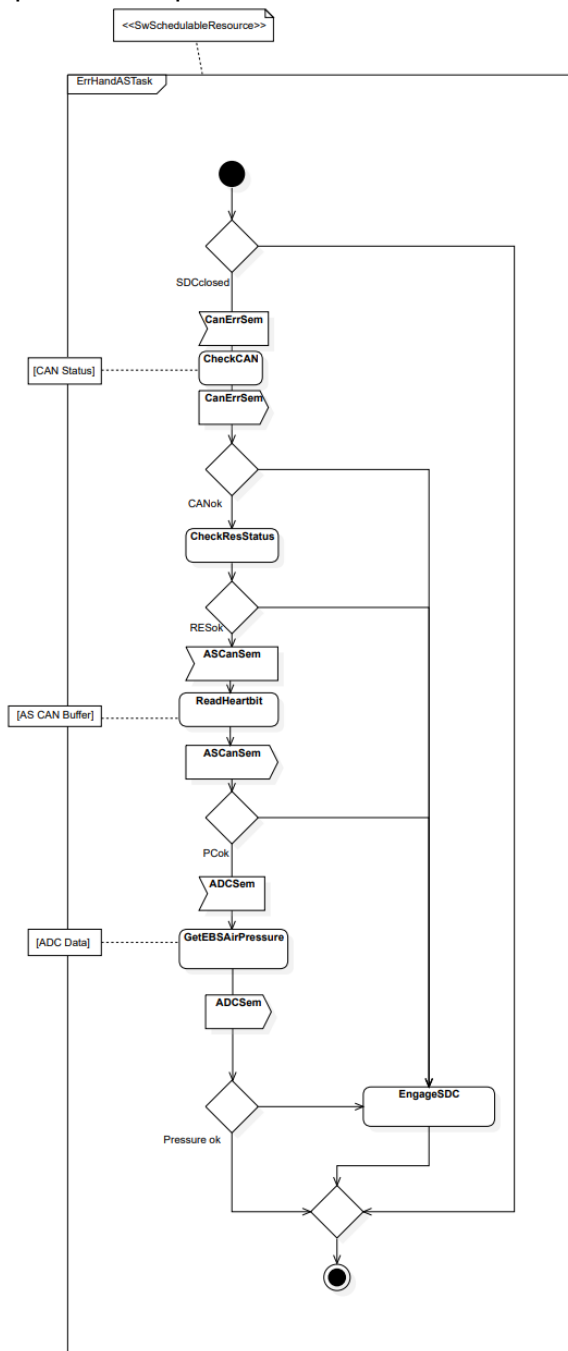 <<SwSchedulableResource>>
ErrHandASTask
SDCclosed
CanErrSem
[CAN Status]
CheckCAN
CanErrSem
CANok
CheckResStatus
RESok
ASCanSem
ReadHeartbit
[AS CAN Buffer]
ASCanSem
PCok
ADCSem
[ADC Data]
GetEBSAirPressure
ADCSem
EngageSDC
Pressure ok